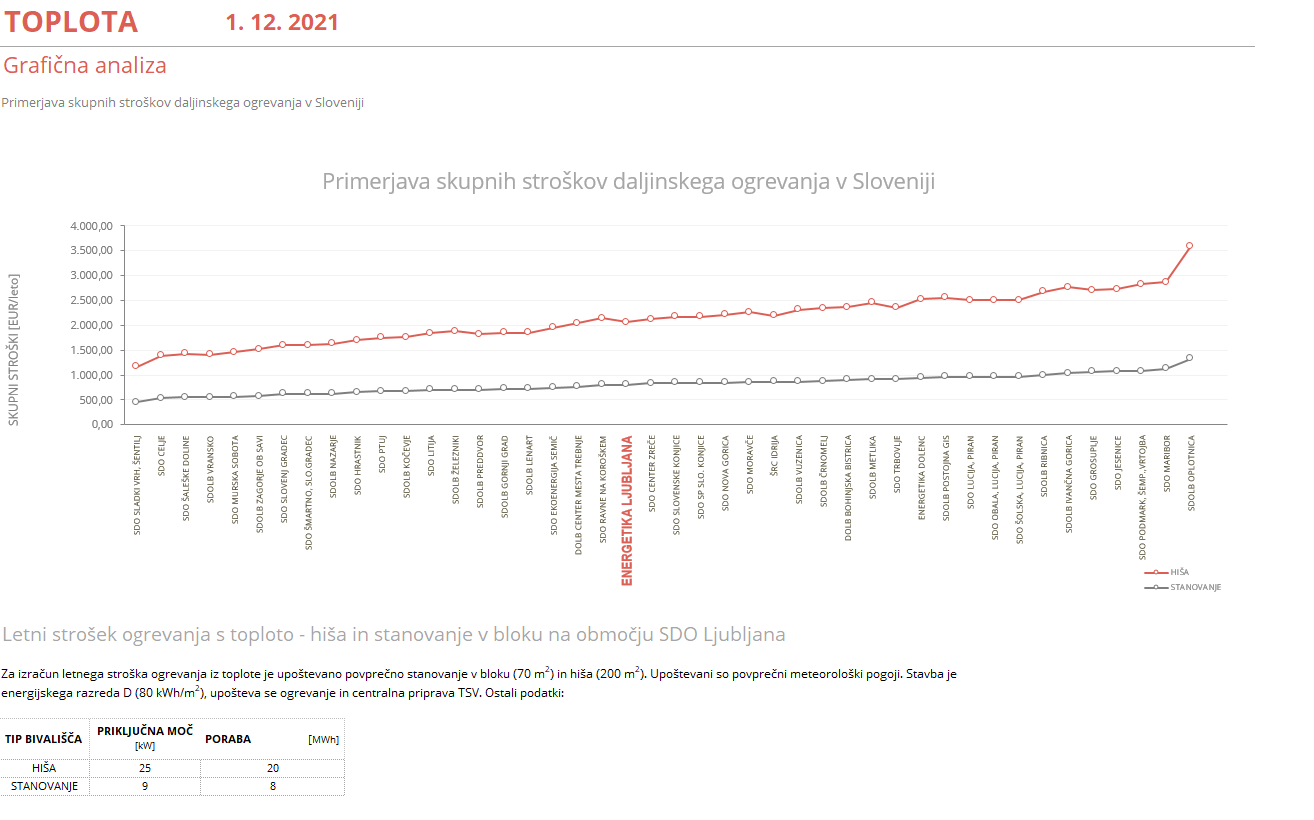 TOPLOTA 1. 12. 2021
Grafična analiza
Primerjava skupnih stroškov daljinskega ogrevanja v Sloveniji
Primerjava skupnih stroškov daljinskega ogrevanja v Sloveniji
SKUPNI STROŠKI [EUR/leto]
4.000,00
3.500,00
3.000,00
2.500,00
2.000,00
1.500,00
1.000,00
500,00
0,00
SDO SLADKI VRH, ŠENTILJ
SDO CELJE
SDO ŠALEŠKE DOLINE
SDOLB VRANSKO
SDO MURSKA SOBOTA
SDOLB ZAGORJE OB SAVI
SDO SLOVENJ GRADEC
SDO ŠMARTNO, SLO.GRADEC
SDOLB NAZARJE
SDO HRASTNIK
SDO PTUJ
SDOLB KOČEVJE
SDO LITIJA
SDOLB ŽELEZNIKI
SDOLB PREDDVOR
SDOLB GORNJI GRAD
SDO LENART
SDO EKOENERGIJA SEMIČ
DOLB CENTER MESTA TREBNJE
SDO RAVNE NA KOROŠKEM
ENERGETIKA LJUBLJANA
SDO CENTER ZREČE
SDO SLOVENSKE KONJICE
SDO SP SLO. KONJICE
SDO NOVA GORICA
SDO MORAVČE
ŠRC IDRIJA
SDOLB VUZENICA
SDOLB ČRNOMELJ
DOLB BOHINJSKA BISTRICA
SDOLB METLIKA
SDO TRBOVLJE
ENERGETIKA DOLENC
SDOLB POSTOJNA GIS
SDO LUCIJA, PIRAN
SDO OBALA, LUCIJA, PIRAN
SDO ŠOLSKA, LUCIJA, PIRAN
SDOLB RIBNICA
SDOLB IVANČNA GORICA
SDO GROSUPLJE
SDO JESENICE
SDO PODMARK, ŠEMP.,VRTOJBA
SDO MARIBOR
SDOLB OPLOTNICA
HIŠA
STANOVANJE
Letni strošek ogrevanja s toploto - hiša in stanovanje v bloku na območju SDO Ljubljana
Za izračun letnega stroška ogrevanja iz toplote je upoštevano povprečno stanovanje v bloku (70 m²) in hiša (200 m²). Upoštevani so povprečni meteorološki pogoji. Stavba je
energijskega razreda D (80 kWh/m²), upošteva se ogrevanje in centralna priprava TSV. Ostali podatki:
TIP BIVALIŠČA PRIKLJUČNA MOČ [kW] PORABA [MWh]
HIŠA 25 20
STANOVANJE 9 8